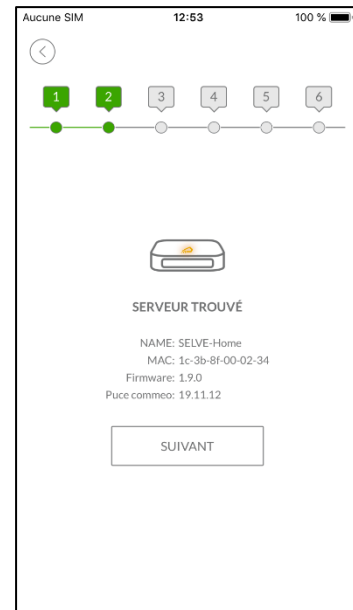 Aucune SIM 12:53 100 %
1 2 3 4 5 6
SERVEUR TROUVÉ
NAME: SELVE-Home
MAC: 1c-3b-8f-00-02-34
Firmware: 1.9.0
Puce commeo: 19.11.12
SUIVANT